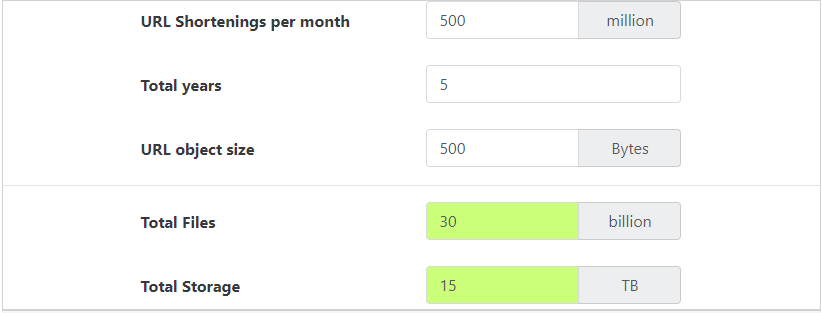 URL Shortenings per month 500 million
Total years 5
URL object size 500 Bytes
Total Files 30 billion
Total Storage 15 TB